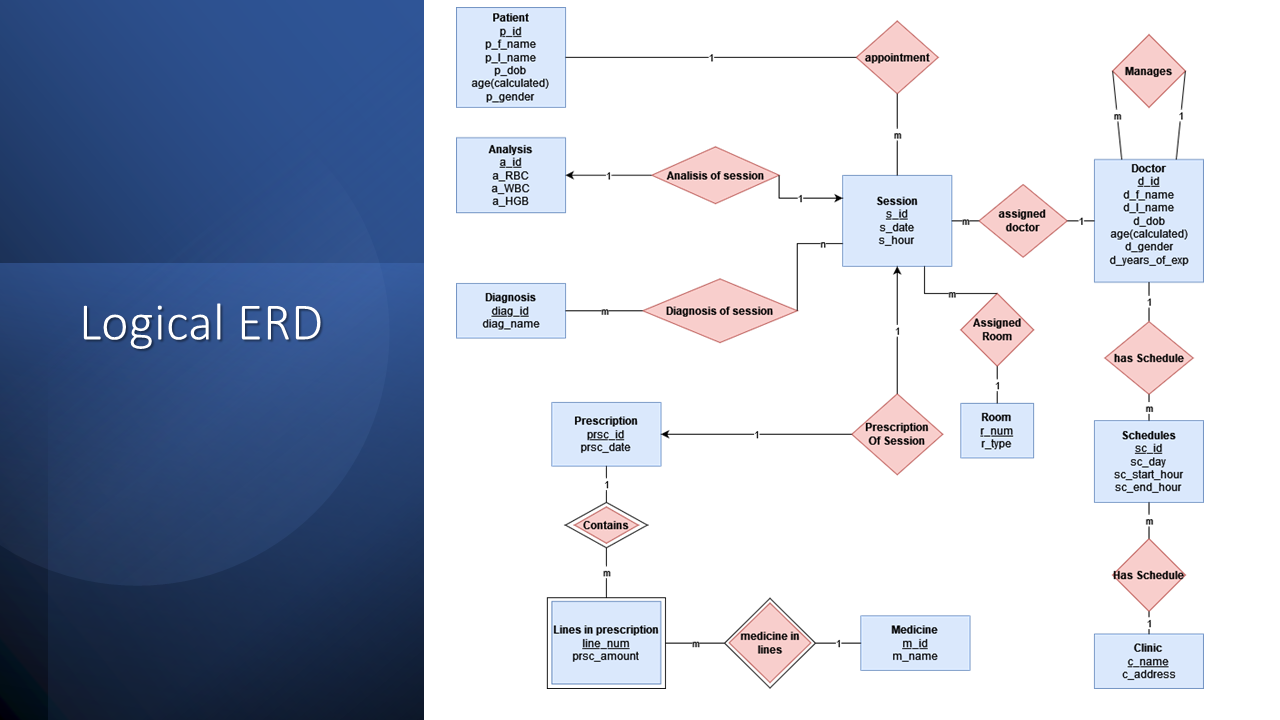 Logical ERD
Patient
p_id
p_f_name
p_l_name
p_dob
age(calculated)
p_gender
1
appointment
m
Manages
m
1
Analysis
a_id
a_RBC
a_WBC
a_HGB
1
Analisis of session
1
Session
s_id
s_date
s_hour
m
assigned
doctor
1
Doctor
d_id
d_f_name
d_l_name
d_dob
age(calculated)
d_gender
d_years_of_exp
n
Diagnosis
diag_id
diag_name
m
Diagnosis of session
m
1
Assigned
Room
1
Room
r_num
r_type
1
has Schedule
m
Prescription
prsc_id
prsc_date
1
Prescription
Of Session
Schedules
sc_id
sc_day
sc_start_hour
sc_end_hour
1
Contains
m
m
Has Schedule
1
Lines in prescription
line_num
prsc_amount
m
medicine in
lines
1
Medicine
m_id
m_name
Clinic
c_name
c_address